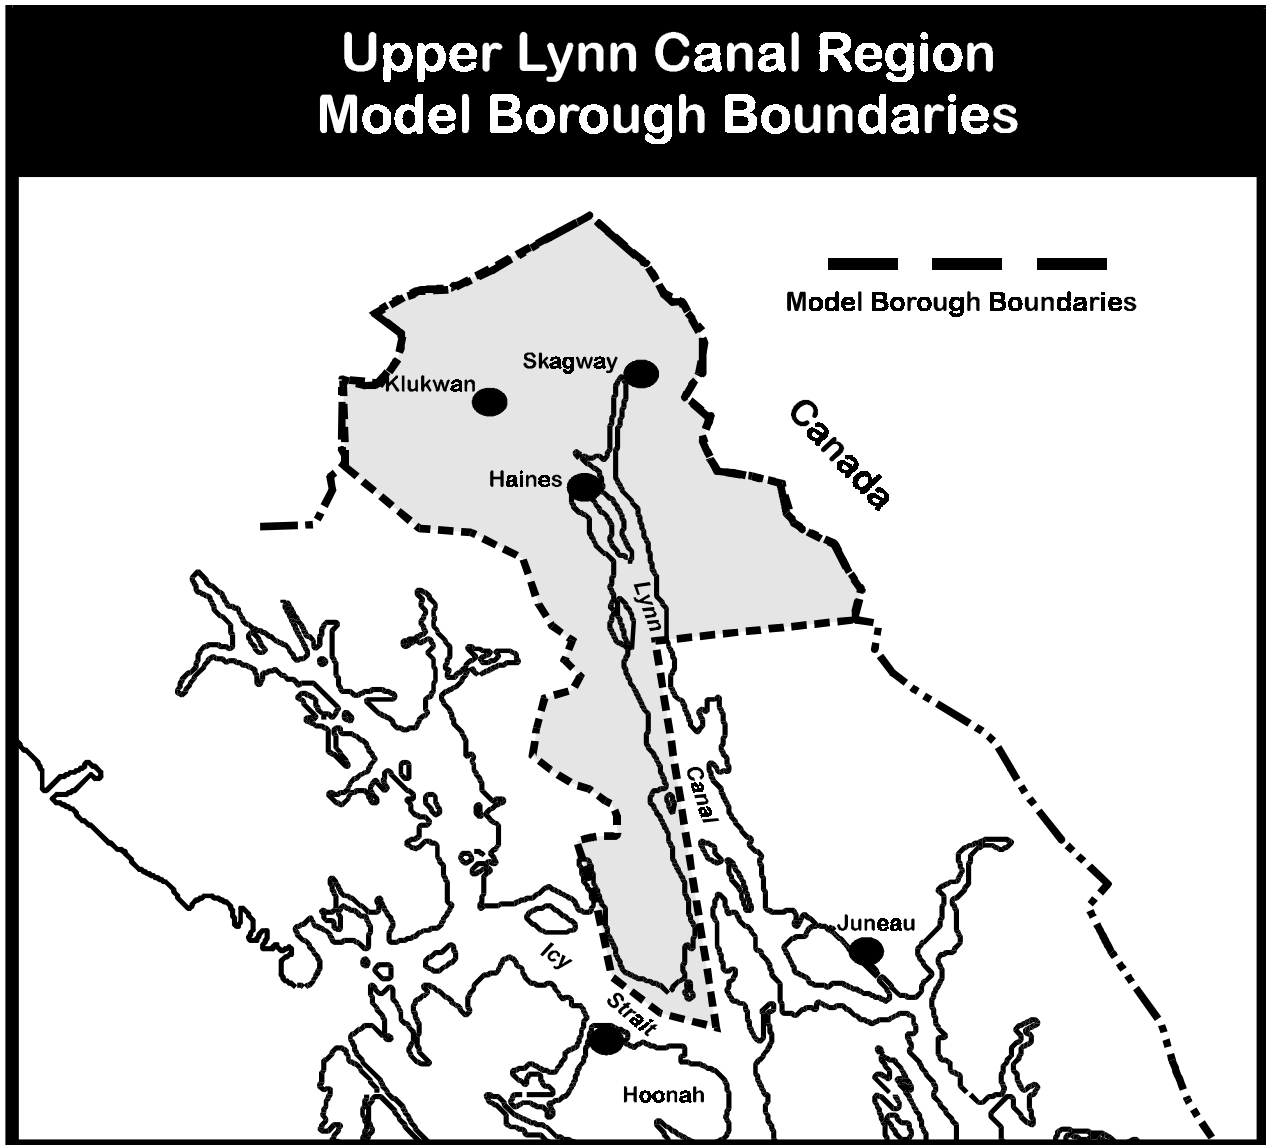 Upper Lynn Canal Region
Model Borough Boundaries
Model Borough Boundaries
Skagway
Klukwan
Canada
Haines
Lynn
Canal
Juneau
Icy
Strait
Hoonah